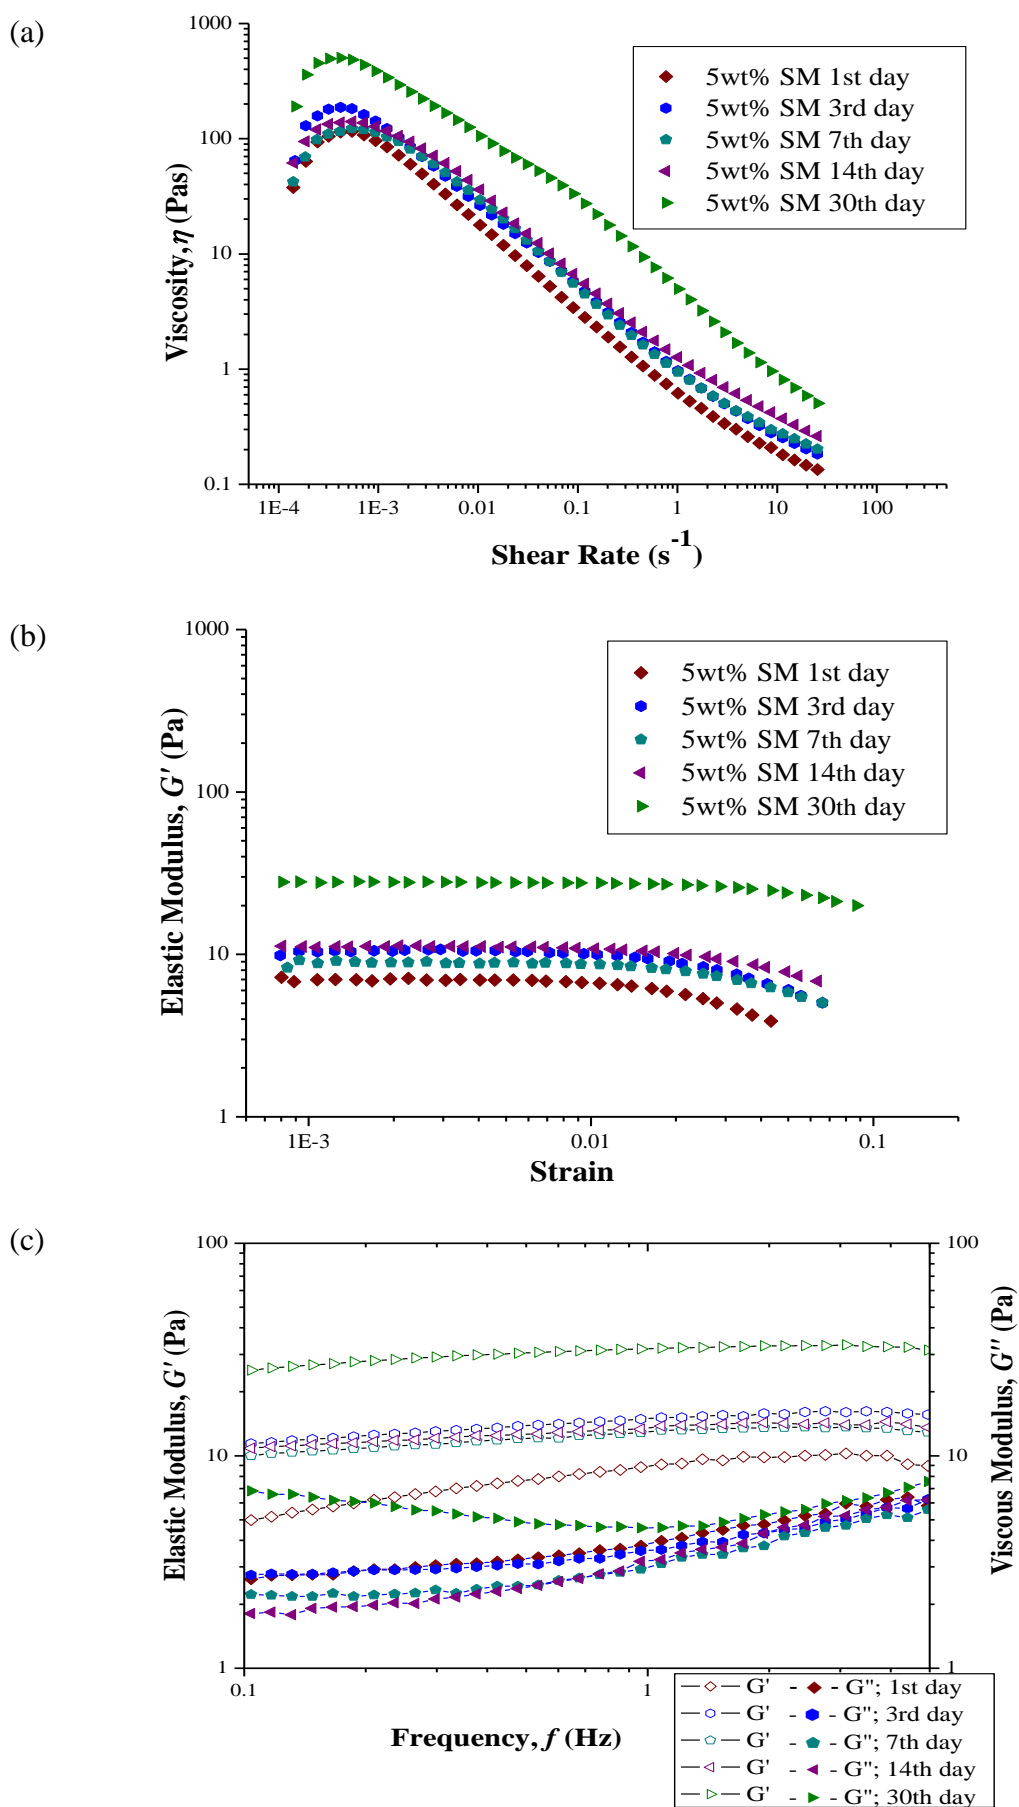 (a)
1000
100
10
1
0.1
Viscosity, η (Pas)
5wt% SM 1st day
5wt% SM 3rd day
5wt% SM 7th day
5wt% SM 14th day
5wt% SM 30th day
1E-4 1E-3 0.01 0.1 1 10 100
Shear Rate (s⁻¹)
(b)
1000
100
10
1
Elastic Modulus, G' (Pa)
5wt% SM 1st day
5wt% SM 3rd day
5wt% SM 7th day
5wt% SM 14th day
5wt% SM 30th day
1E-3 0.01 0.1
Strain
(c)
100
10
1
Elastic Modulus, G' (Pa)
100
10
1
Viscous Modulus, G'' (Pa)
0.1 1
Frequency, f (Hz)
G' G''; 1st day
G' G''; 3rd day
G' G''; 7th day
G' G''; 14th day
G' G''; 30th day